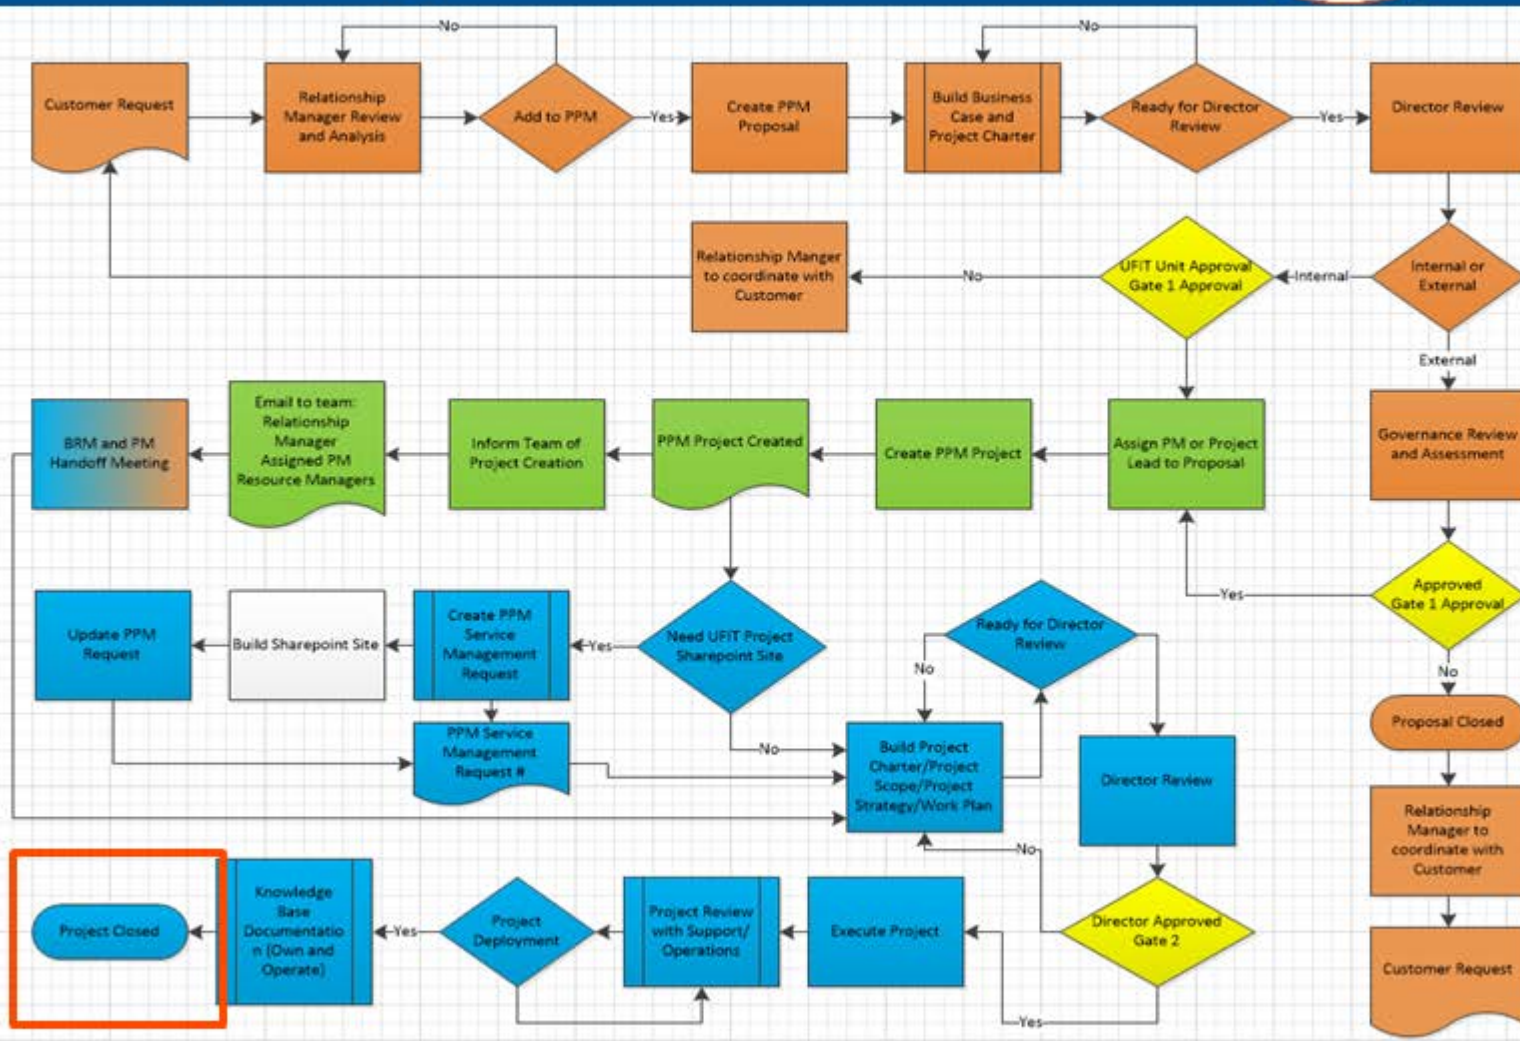 No
No
Customer Request
Relationship
Manager Review
and Analysis
Add to PPM
Yes
Create PPM
Proposal
Build Business
Case and
Project Charter
Ready for Director
Review
Yes
Director Review
Relationship Manger
to coordinate with
Customer
No
UFIT Unit Approval
Gate 1 Approval
Internal
Internal or
External
External
BRM and PM
Handoff Meeting
Email to team:
Relationship
Manager
Assigned PM
Resource Managers
Inform Team of
Project Creation
PPM Project Created
Create PPM Project
Assign PM or Project
Lead to Proposal
Governance Review
and Assessment
Yes
Approved
Gate 1 Approval
No
Update PPM
Request
Build Sharepoint Site
Create PPM
Service
Management
Request
Yes
Need UFIT Project
Sharepoint Site
Ready for Director
Review
No
Proposal Closed
PPM Service
Management
Request #
No
Build Project
Charter/Project
Scope/Project
Strategy/Work Plan
Director Review
Relationship
Manager to
coordinate with
Customer
No
Project Closed
Knowledge
Base
Documentatio
n (Own and
Operate)
Yes
Project
Deployment
Project Review
with Support/
Operations
Execute Project
Director Approved
Gate 2
Yes
Customer Request